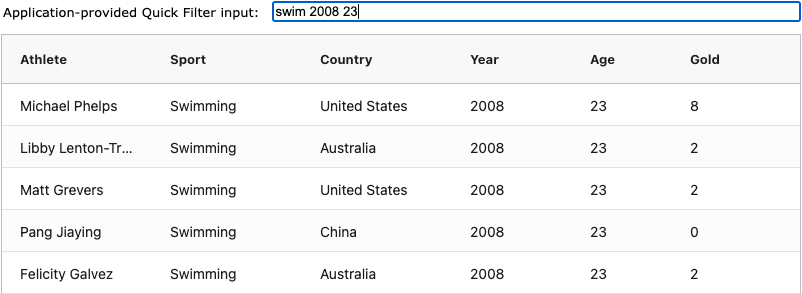 Application-provided Quick Filter input: swim 2008 23
Athlete Sport Country Year Age Gold
Michael Phelps Swimming United States 2008 23 8
Libby Lenton-Tr... Swimming Australia 2008 23 2
Matt Grevers Swimming United States 2008 23 2
Pang Jiaying Swimming China 2008 23 0
Felicity Galvez Swimming Australia 2008 23 2